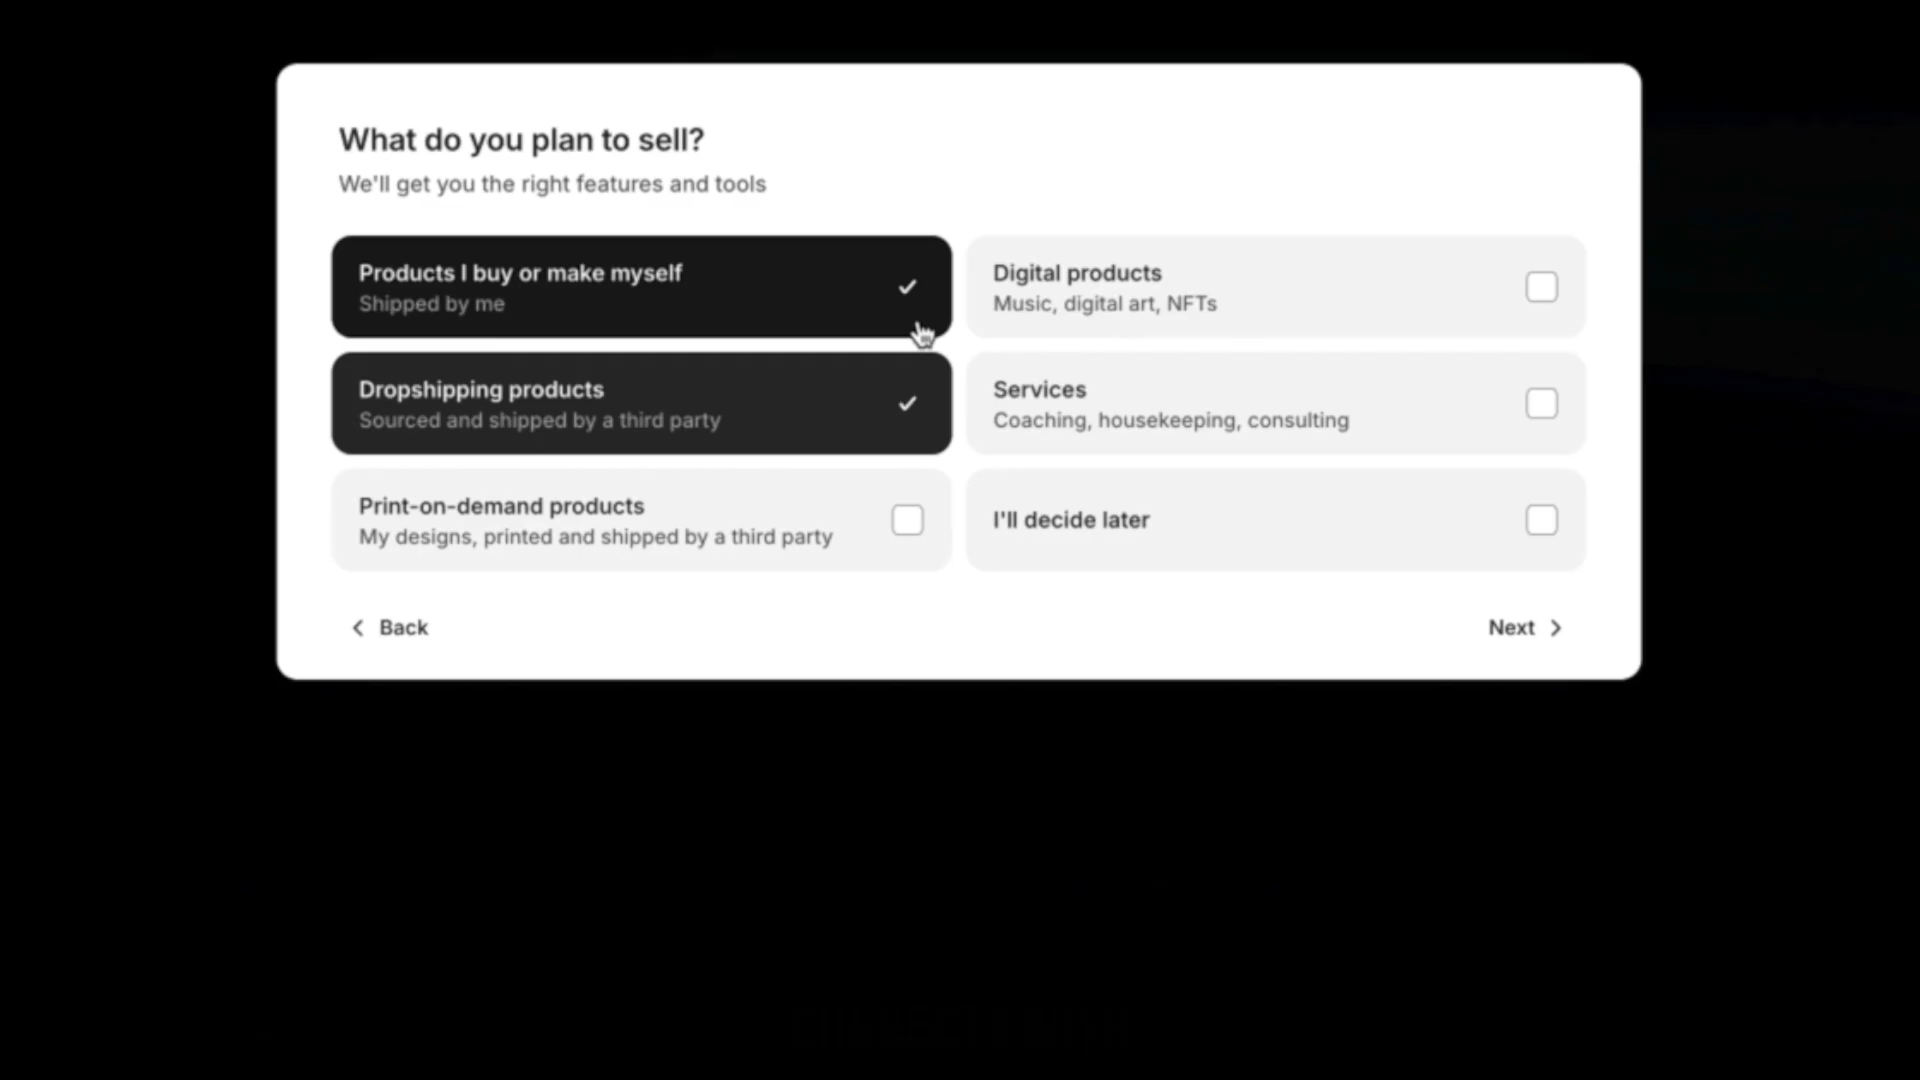 What do you plan to sell?
We'll get you the right features and tools
Products I buy or make myself
Shipped by me
Digital products
Music, digital art, NFTs
Dropshipping products
Sourced and shipped by a third party
Services
Coaching, housekeeping, consulting
Print-on-demand products
My designs, printed and shipped by a third party
I'll decide later
Back
Next